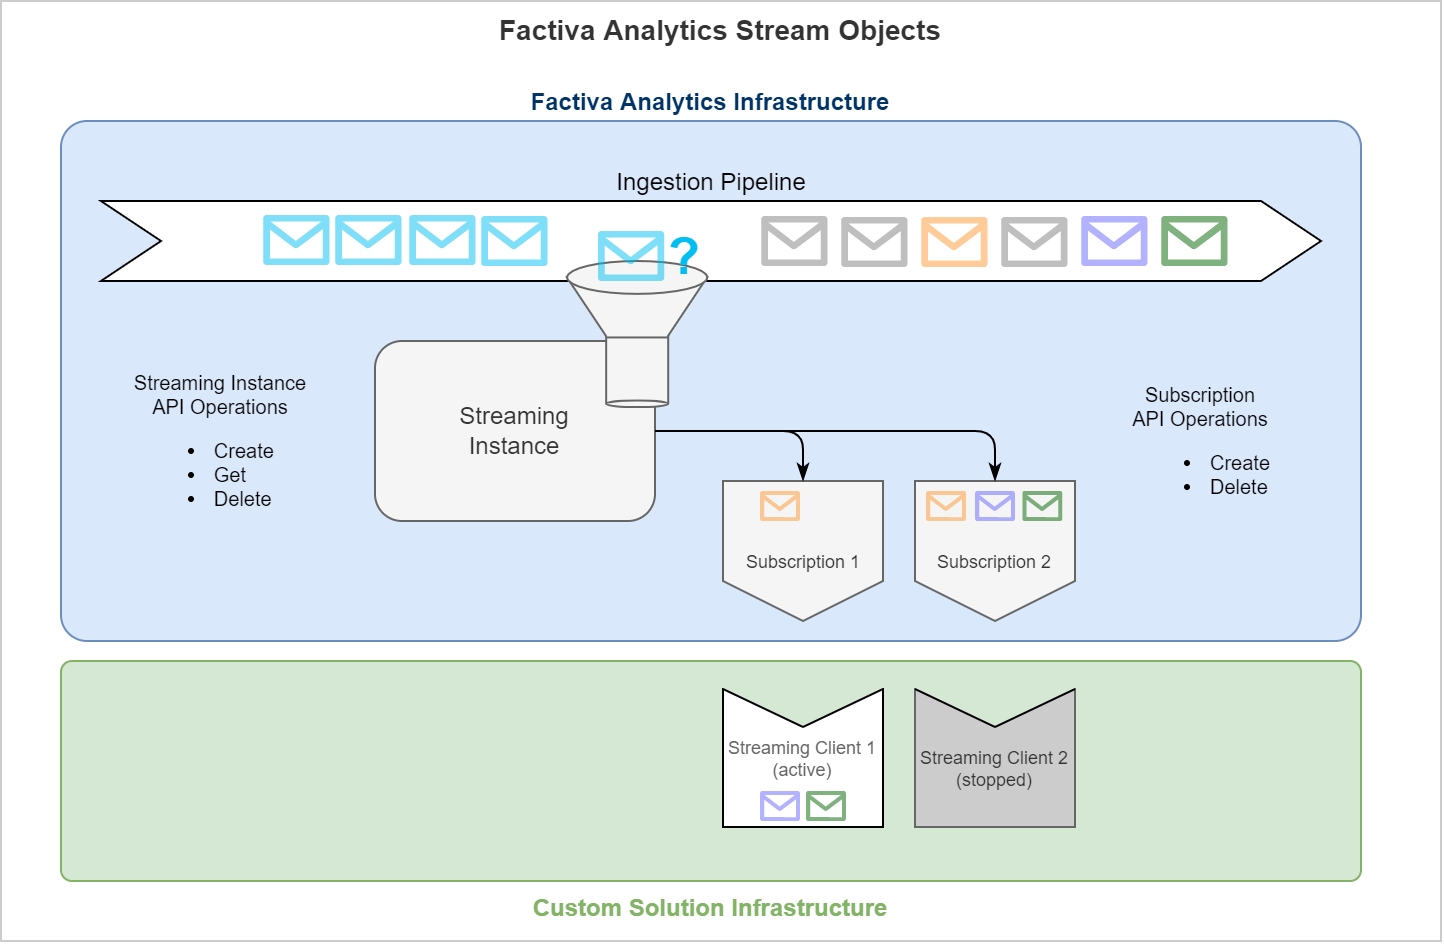 Factiva Analytics Stream Objects
Factiva Analytics Infrastructure
Ingestion Pipeline
?
Streaming Instance
API Operations
• Create
• Get
• Delete
Streaming
Instance
Subscription
API Operations
• Create
• Delete
Subscription 1
Subscription 2
Streaming Client 1
(active)
Streaming Client 2
(stopped)
Custom Solution Infrastructure